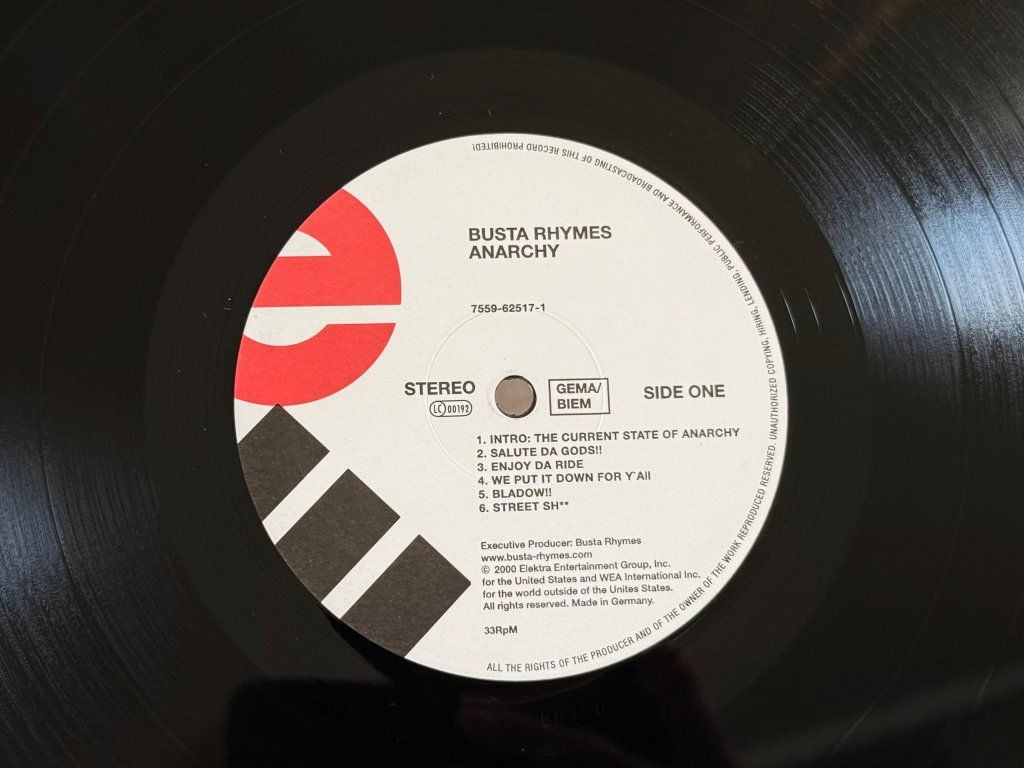 BUSTA RHYMES
ANARCHY
7559-62517-1
STEREO
LC 00192
GEMA/
BIEM
SIDE ONE
1. INTRO: THE CURRENT STATE OF ANARCHY
2. SALUTE DA GODS!!
3. ENJOY DA RIDE
4. WE PUT IT DOWN FOR Y´All
5. BLADOW!!
6. STREET SH**
Executive Producer: Busta Rhymes
www.busta-rhymes.com
© 2000 Elektra Entertainment Group, Inc.
for the United States and WEA International Inc.
for the world outside of the Unites States.
All rights reserved. Made in Germany.
33RpM
ALL THE RIGHTS OF THE PRODUCER AND OF THE OWNER OF THE WORK REPRODUCED RESERVED. UNAUTHORIZED COPYING, HIRING, LENDING, PUBLIC PERFORMANCE AND BROADCASTING OF THIS RECORD PROHIBITED!